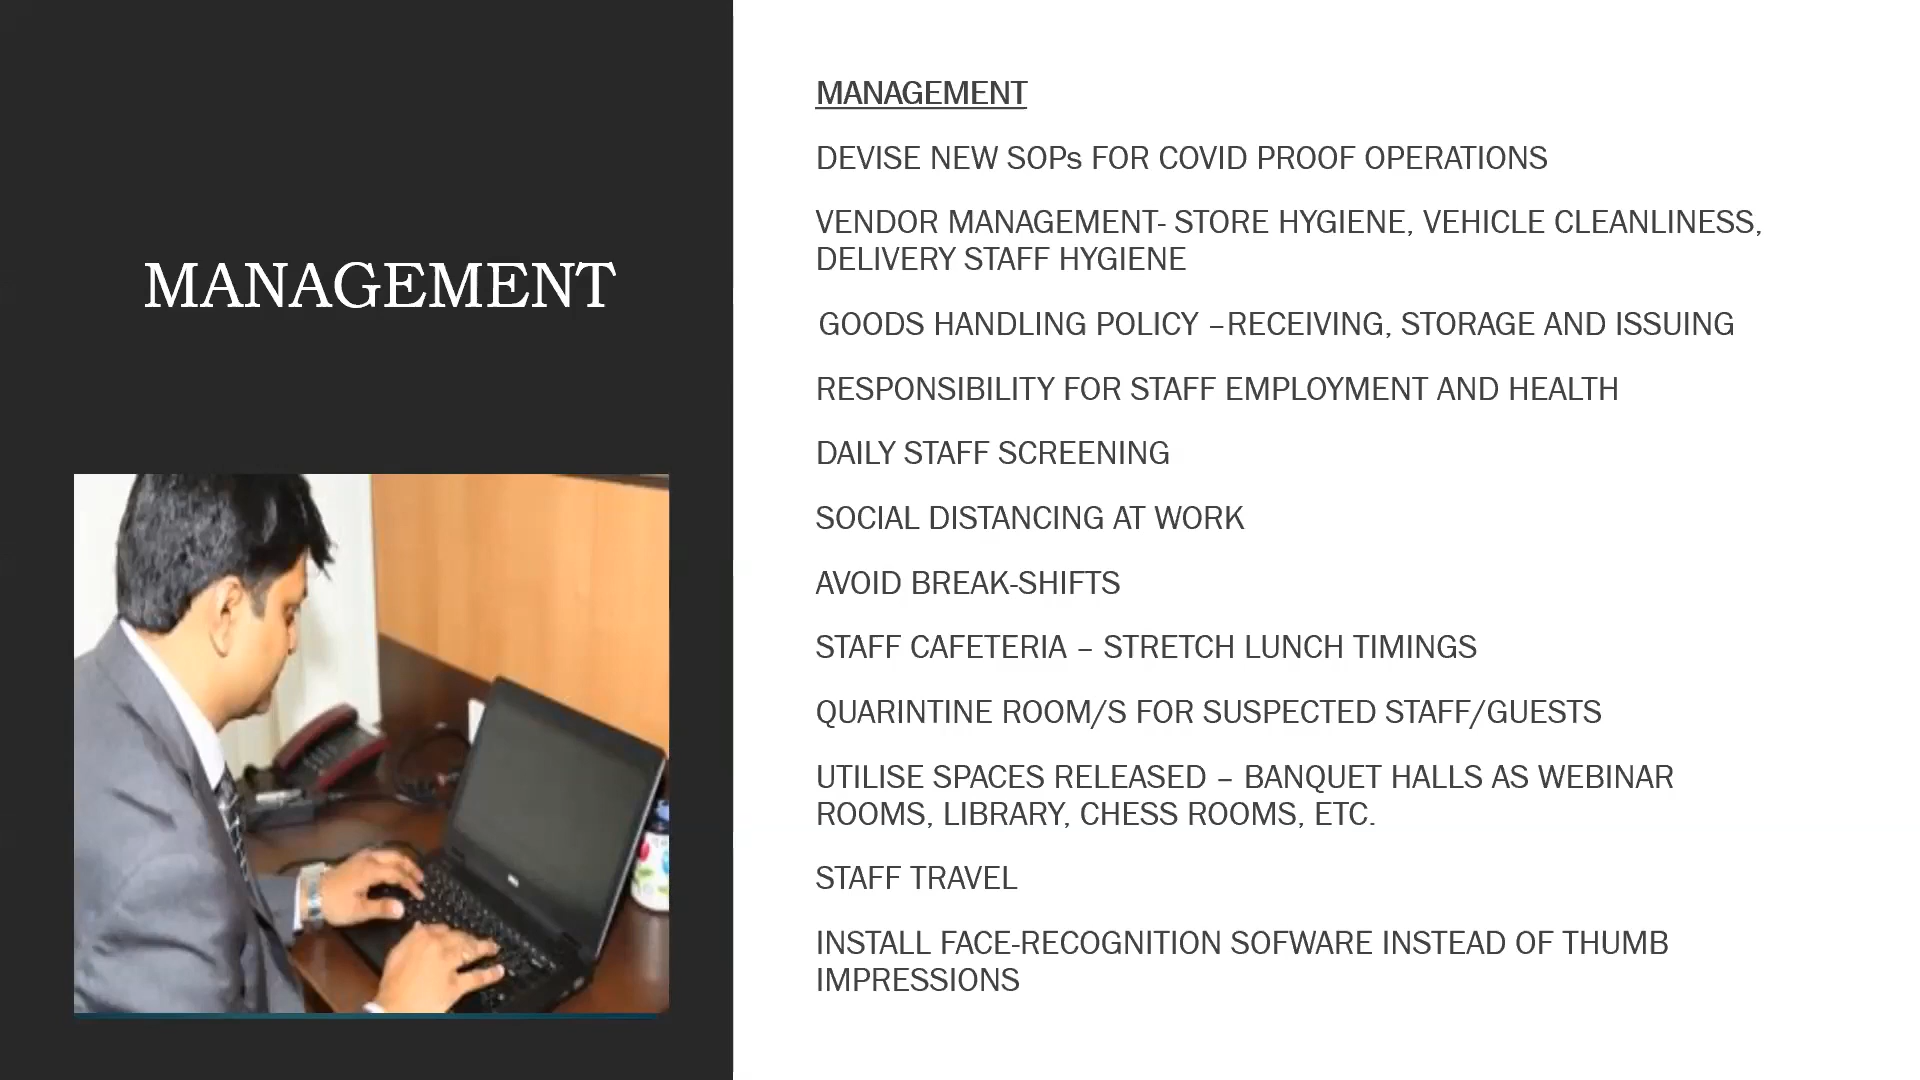 MANAGEMENT
MANAGEMENT
DEVISE NEW SOPs FOR COVID PROOF OPERATIONS
VENDOR MANAGEMENT- STORE HYGIENE, VEHICLE CLEANLINESS,
DELIVERY STAFF HYGIENE
GOODS HANDLING POLICY –RECEIVING, STORAGE AND ISSUING
RESPONSIBILITY FOR STAFF EMPLOYMENT AND HEALTH
DAILY STAFF SCREENING
SOCIAL DISTANCING AT WORK
AVOID BREAK-SHIFTS
STAFF CAFETERIA – STRETCH LUNCH TIMINGS
QUARINTINE ROOM/S FOR SUSPECTED STAFF/GUESTS
UTILISE SPACES RELEASED – BANQUET HALLS AS WEBINAR
ROOMS, LIBRARY, CHESS ROOMS, ETC.
STAFF TRAVEL
INSTALL FACE-RECOGNITION SOFWARE INSTEAD OF THUMB
IMPRESSIONS